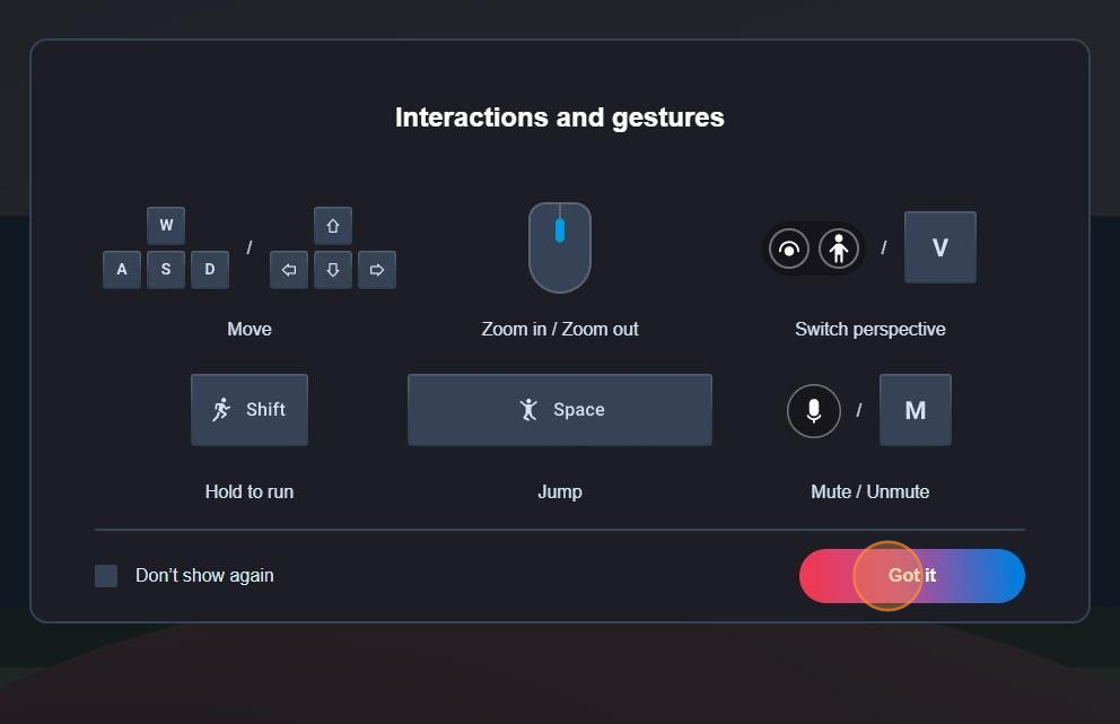 Interactions and gestures
W
A S D
/
Move
Zoom in / Zoom out
/ V
Switch perspective
Shift
Hold to run
Space
Jump
/ M
Mute / Unmute
Don't show again
Got it